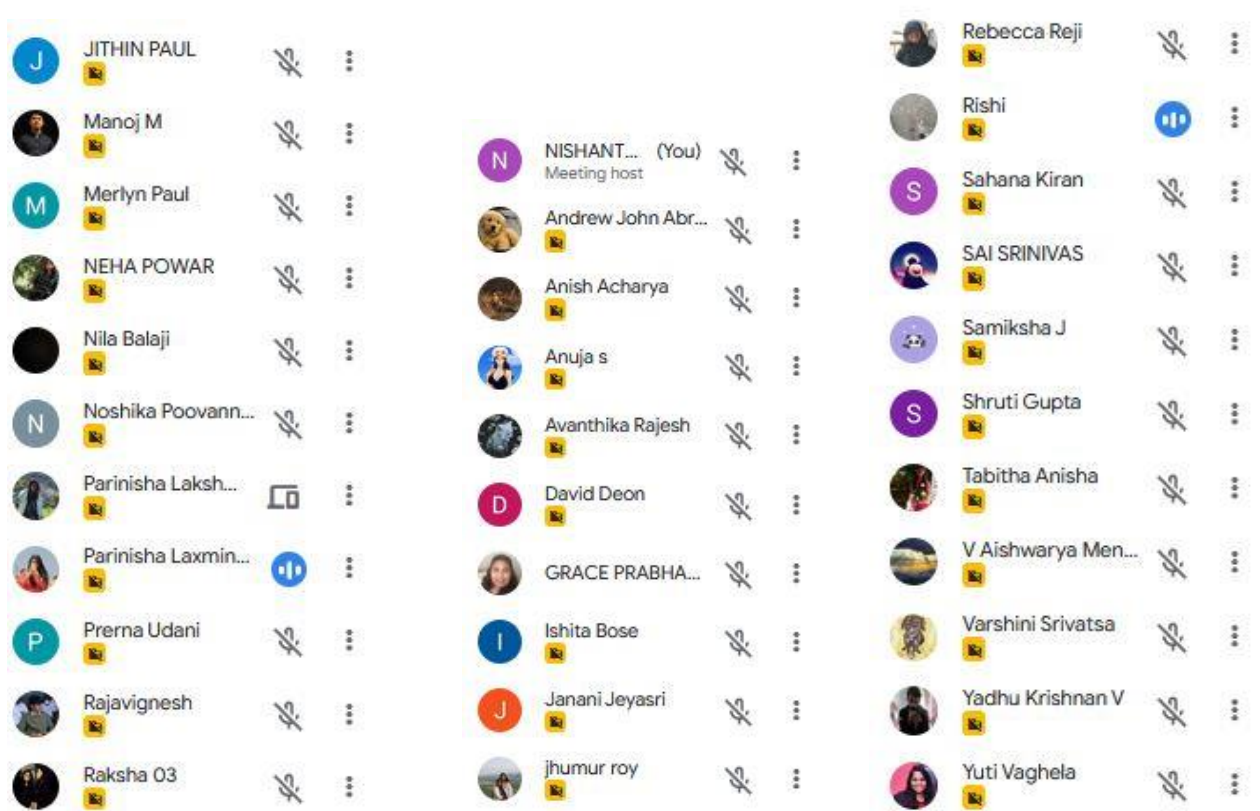 J
JITHIN PAUL
Manoj M
M
Merlyn Paul
NEHA POWAR
Nila Balaji
N
Noshika Poovann...
Parinisha Laksh...
Parinisha Laxmin...
P
Prerna Udani
Rajavignesh
Raksha 03
N
NISHANT... (You)
Meeting host
Andrew John Abr...
Anish Acharya
Anuja s
Avanthika Rajesh
D
David Deon
GRACE PRABHA...
I
Ishita Bose
J
Janani Jeyasri
jhumur roy
Rebecca Reji
Rishi
S
Sahana Kiran
SAI SRINIVAS
Samiksha J
S
Shruti Gupta
Tabitha Anisha
V Aishwarya Men...
Varshini Srivatsa
Yadhu Krishnan V
Yuti Vaghela